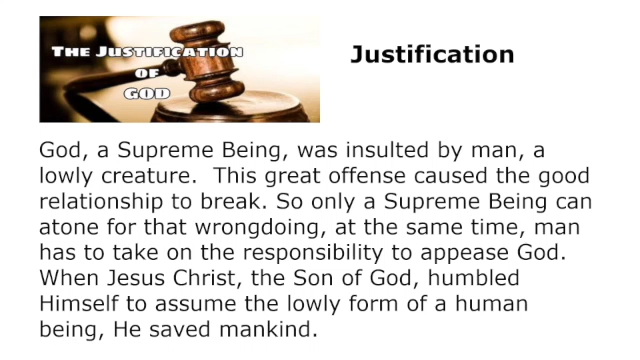 The Justification
of
God
Justification
God, a Supreme Being, was insulted by man, a
lowly creature.  This great offense caused the good
relationship to break. So only a Supreme Being can
atone for that wrongdoing, at the same time, man
has to take on the responsibility to appease God.
When Jesus Christ, the Son of God, humbled
Himself to assume the lowly form of a human
being, He saved mankind.